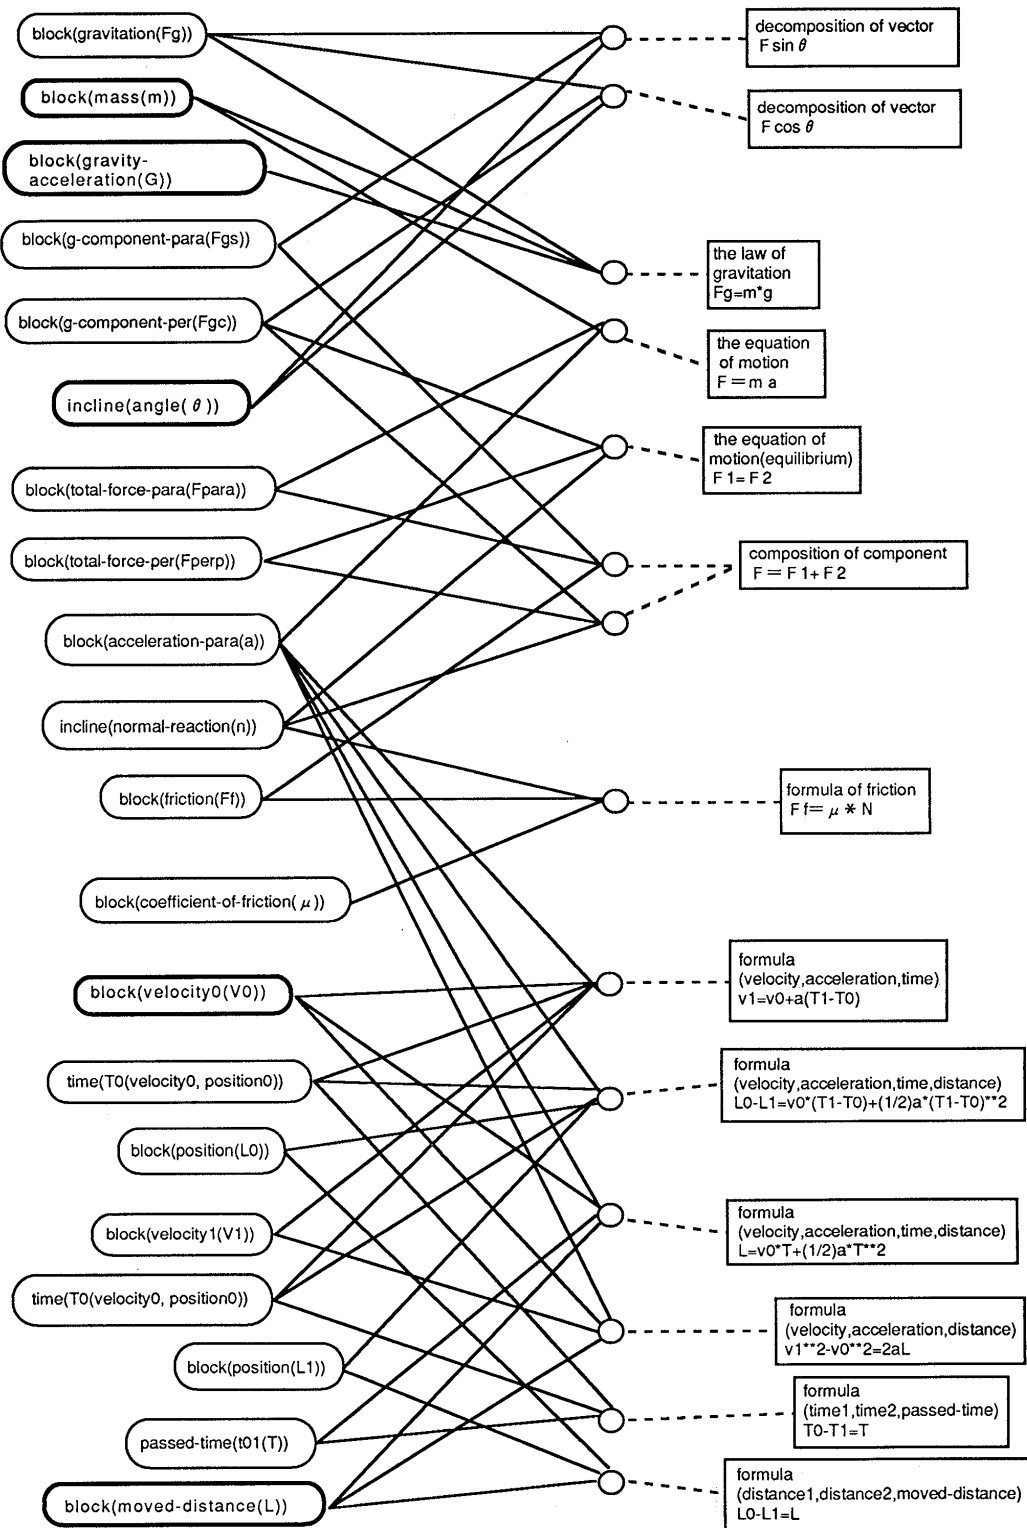 block(gravitation(Fg))
block(mass(m))
block(gravity-
acceleration(G))
block(g-component-para(Fgs))
block(g-component-per(Fgc))
incline(angle( θ ))
block(total-force-para(Fpara))
block(total-force-per(Fperp))
block(acceleration-para(a))
incline(normal-reaction(n))
block(friction(Ff))
block(coefficient-of-friction( μ ))
block(velocity0(V0))
time(T0(velocity0, position0))
block(position(L0))
block(velocity1(V1))
time(T0(velocity0, position0))
block(position(L1))
passed-time(t01(T))
block(moved-distance(L))
decomposition of vector
F sin θ
decomposition of vector
F cos θ
the law of
gravitation
Fg=m*g
the equation
of motion
F = m a
the equation of
motion(equilibrium)
F 1= F 2
composition of component
F = F 1+ F 2
formula of friction
F f= μ * N
formula
(velocity,acceleration,time)
v1=v0+a(T1-T0)
formula
(velocity,acceleration,time,distance)
L0-L1=v0*(T1-T0)+(1/2)a*(T1-T0)**2
formula
(velocity,acceleration,time,distance)
L=v0*T+(1/2)a*T**2
formula
(velocity,acceleration,distance)
v1**2-v0**2=2aL
formula
(time1,time2,passed-time)
T0-T1=T
formula
(distance1,distance2,moved-distance)
L0-L1=L